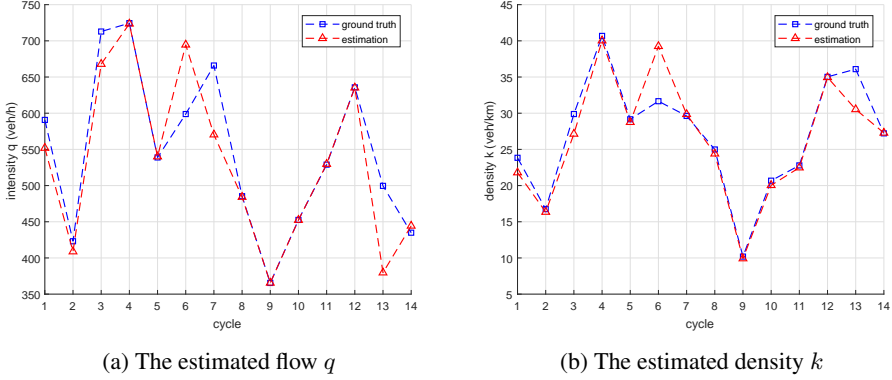 750
700
650
600
550
500
450
400
350
intensity q (veh/h)
1 2 3 4 5 6 7 8 9 10 11 12 13 14
cycle
ground truth
estimation
(a) The estimated flow q
45
40
35
30
25
20
15
10
5
density k (veh/km)
1 2 3 4 5 6 7 8 9 10 11 12 13 14
cycle
ground truth
estimation
(b) The estimated density k